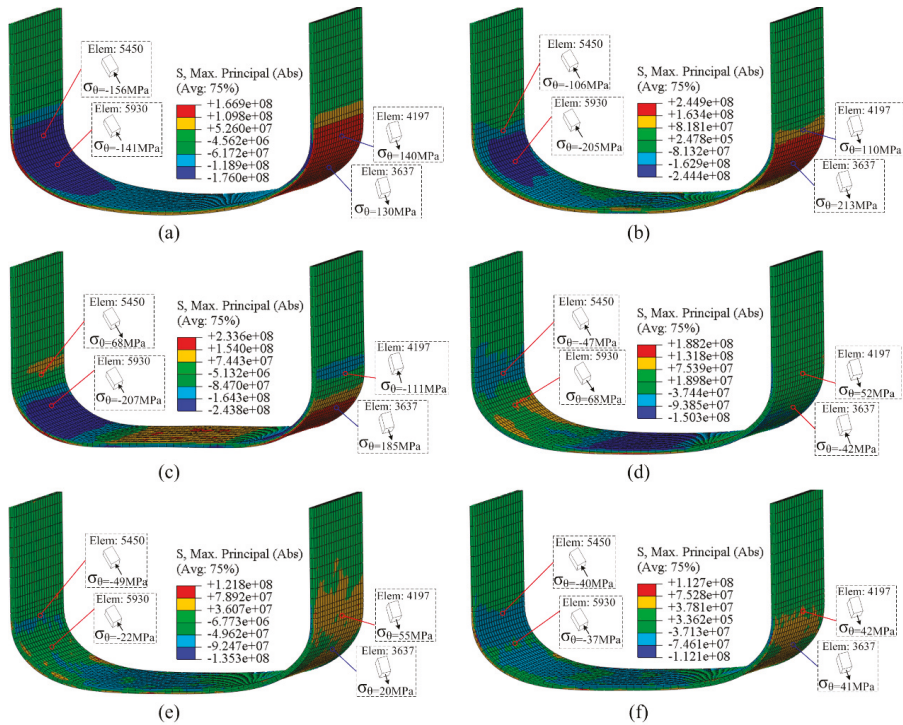 Elem: 5450
σθ=-156MPa
Elem: 5930
σθ=-141MPa
S, Max. Principal (Abs)
(Avg: 75%)
+1.669e+08
+1.098e+08
+5.260e+07
-4.562e+06
-6.172e+07
-1.189e+08
-1.760e+08
4197
σθ=140MPa
3637
σθ=130MPa
(a)
Elem: 5450
σθ=-106MPa
Elem: 5930
σθ=-205MPa
S, Max. Principal (Abs)
(Avg: 75%)
+2.449e+08
+1.634e+08
+8.181e+07
+2.478e+05
-8.132e+07
-1.629e+08
-2.444e+08
4197
σθ=110MPa
3637
σθ=213MPa
(b)
Elem: 5450
σθ=68MPa
Elem: 5930
σθ=-207MPa
S, Max. Principal (Abs)
(Avg: 75%)
+2.336e+08
+1.540e+08
+7.443e+07
-5.132e+06
-8.470e+07
-1.643e+08
-2.438e+08
Elem: 4197
σθ=-111MPa
Elem: 3637
σθ=185MPa
(c)
Elem: 5450
σθ=-47MPa
Elem: 5930
σθ=68MPa
S, Max. Principal (Abs)
(Avg: 75%)
+1.882e+08
+1.318e+08
+7.539e+07
+1.898e+07
-3.744e+07
-9.385e+07
-1.503e+08
Elem: 4197
σθ=52MPa
Elem: 3637
σθ=-42MPa
(d)
Elem: 5450
σθ=-49MPa
Elem: 5930
σθ=-22MPa
S, Max. Principal (Abs)
(Avg: 75%)
+1.218e+08
+7.892e+07
+3.607e+07
-6.773e+06
-4.962e+07
-9.247e+07
-1.353e+08
Elem: 4197
σθ=55MPa
Elem: 3637
σθ=20MPa
(e)
Elem: 5450
σθ=-40MPa
Elem: 5930
σθ=-37MPa
S, Max. Principal (Abs)
(Avg: 75%)
+1.127e+08
+7.528e+07
+3.781e+07
+3.362e+05
-3.713e+07
-7.461e+07
-1.121e+08
Elem: 4197
σθ=42MPa
Elem: 3637
σθ=41MPa
(f)